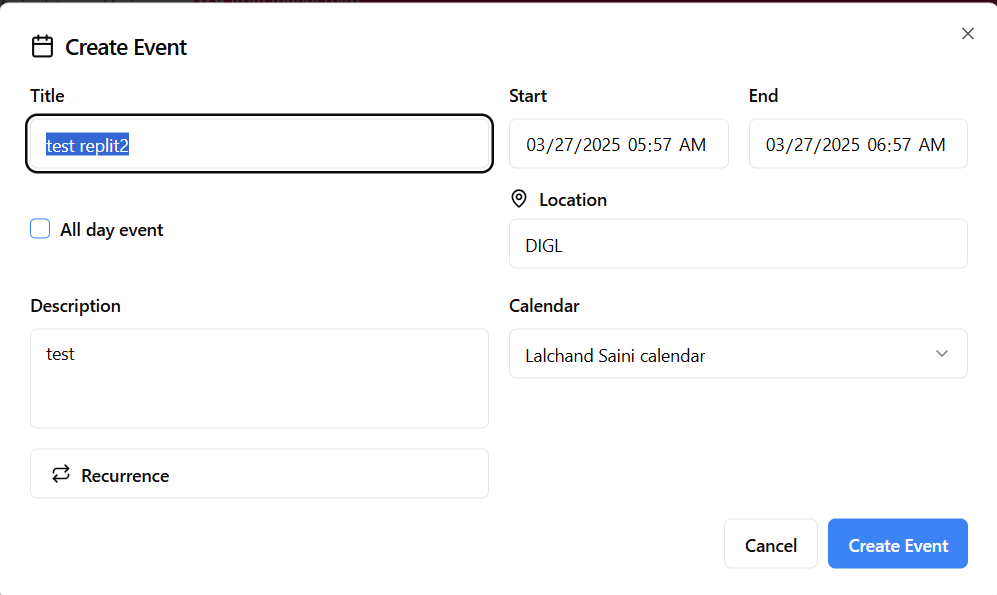 Create Event
Title
test replit2
Start
03/27/2025 05:57 AM
End
03/27/2025 06:57 AM
All day event
Location
DIGL
Description
test
Calendar
Lalchand Saini calendar
Recurrence
Cancel
Create Event